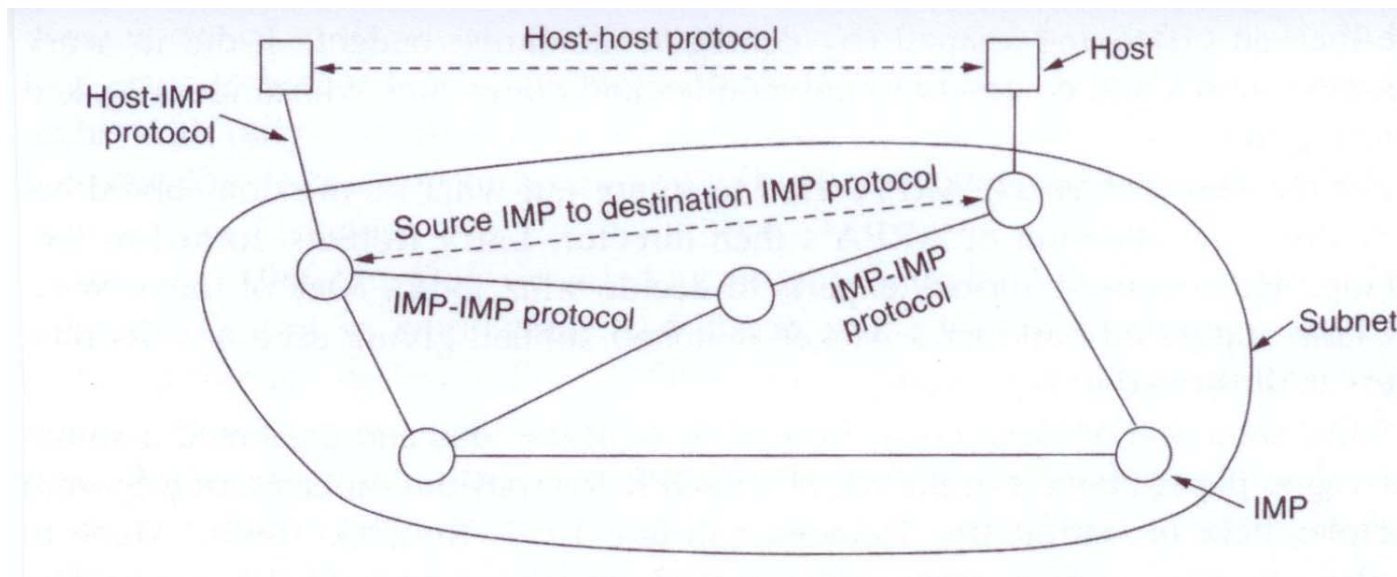 Host-host protocol
Host
Host-IMP
protocol
Source IMP to destination IMP protocol
IMP-IMP protocol
IMP-IMP
protocol
Subnet
IMP